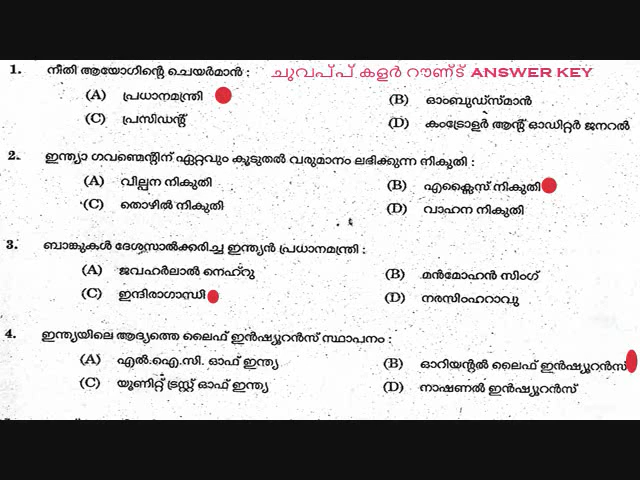 1. നീതി ആയോഗിന്റെ ചെയർമാൻ : ചുവപ്പ് കളർ റൗണ്ട് ANSWER KEY
(A) പ്രധാനമന്ത്രി (B) ഓംബുഡ്സ്മാൻ
(C) പ്രസിഡന്റ് (D) കംട്രോളർ ആന്റ് ഓഡിറ്റർ ജനറൽ
2. ഇന്ത്യാ ഗവണ്മെന്റിന് ഏറ്റവും കൂടുതൽ വരുമാനം ലഭിക്കുന്ന നികുതി :
(A) വില്പന നികുതി (B) എക്സൈസ് നികുതി
(C) തൊഴിൽ നികുതി (D) വാഹന നികുതി
3. ബാങ്കുകൾ ദേശസാൽക്കരിച്ച ഇന്ത്യൻ പ്രധാനമന്ത്രി :
(A) ജവഹർലാൽ നെഹ്റു (B) മൻമോഹൻ സിംഗ്
(C) ഇന്ദിരാഗാന്ധി (D) നരസിംഹറാവു
4. ഇന്ത്യയിലെ ആദ്യത്തെ ലൈഫ് ഇൻഷ്യൂറൻസ് സ്ഥാപനം :
(A) എൽ.ഐ.സി. ഓഫ് ഇന്ത്യ (B) ഓറിയന്റൽ ലൈഫ് ഇൻഷ്യൂറൻസ്
(C) യൂണിറ്റ് ട്രസ്റ്റ് ഓഫ് ഇന്ത്യ (D) നാഷണൽ ഇൻഷ്യൂറൻസ്